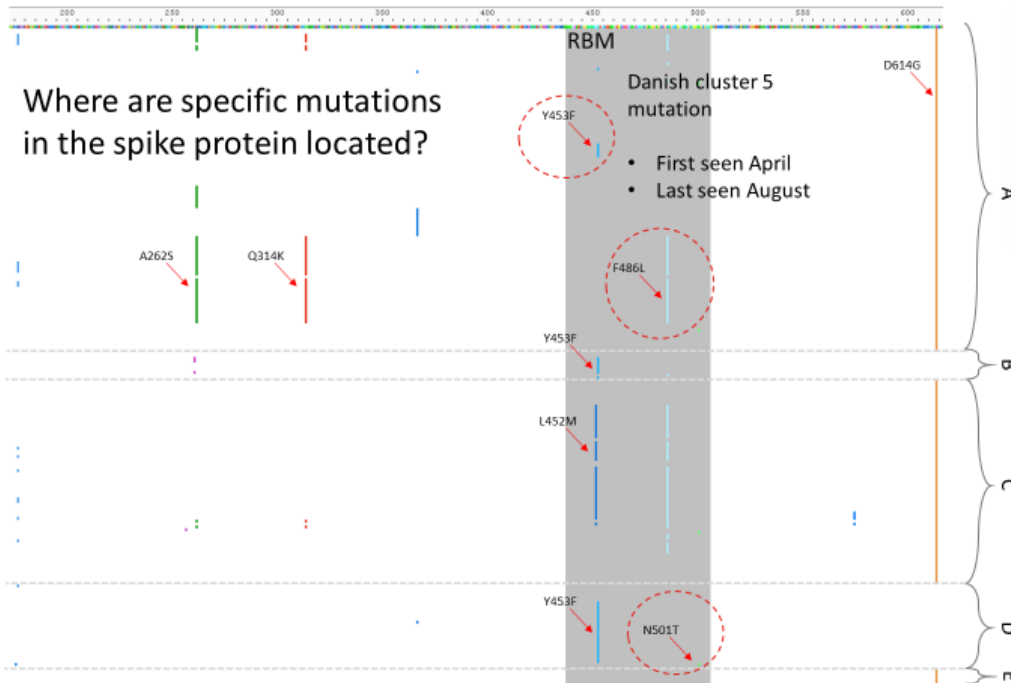 200 250 300 350 400 450 500 550 600
RBM
D614G
Where are specific mutations
in the spike protein located?
Danish cluster 5
mutation
Y453F
• First seen April
• Last seen August
A
A262S
Q314K
F486L
Y453F
B
L452M
C
Y453F
N501T
D
E